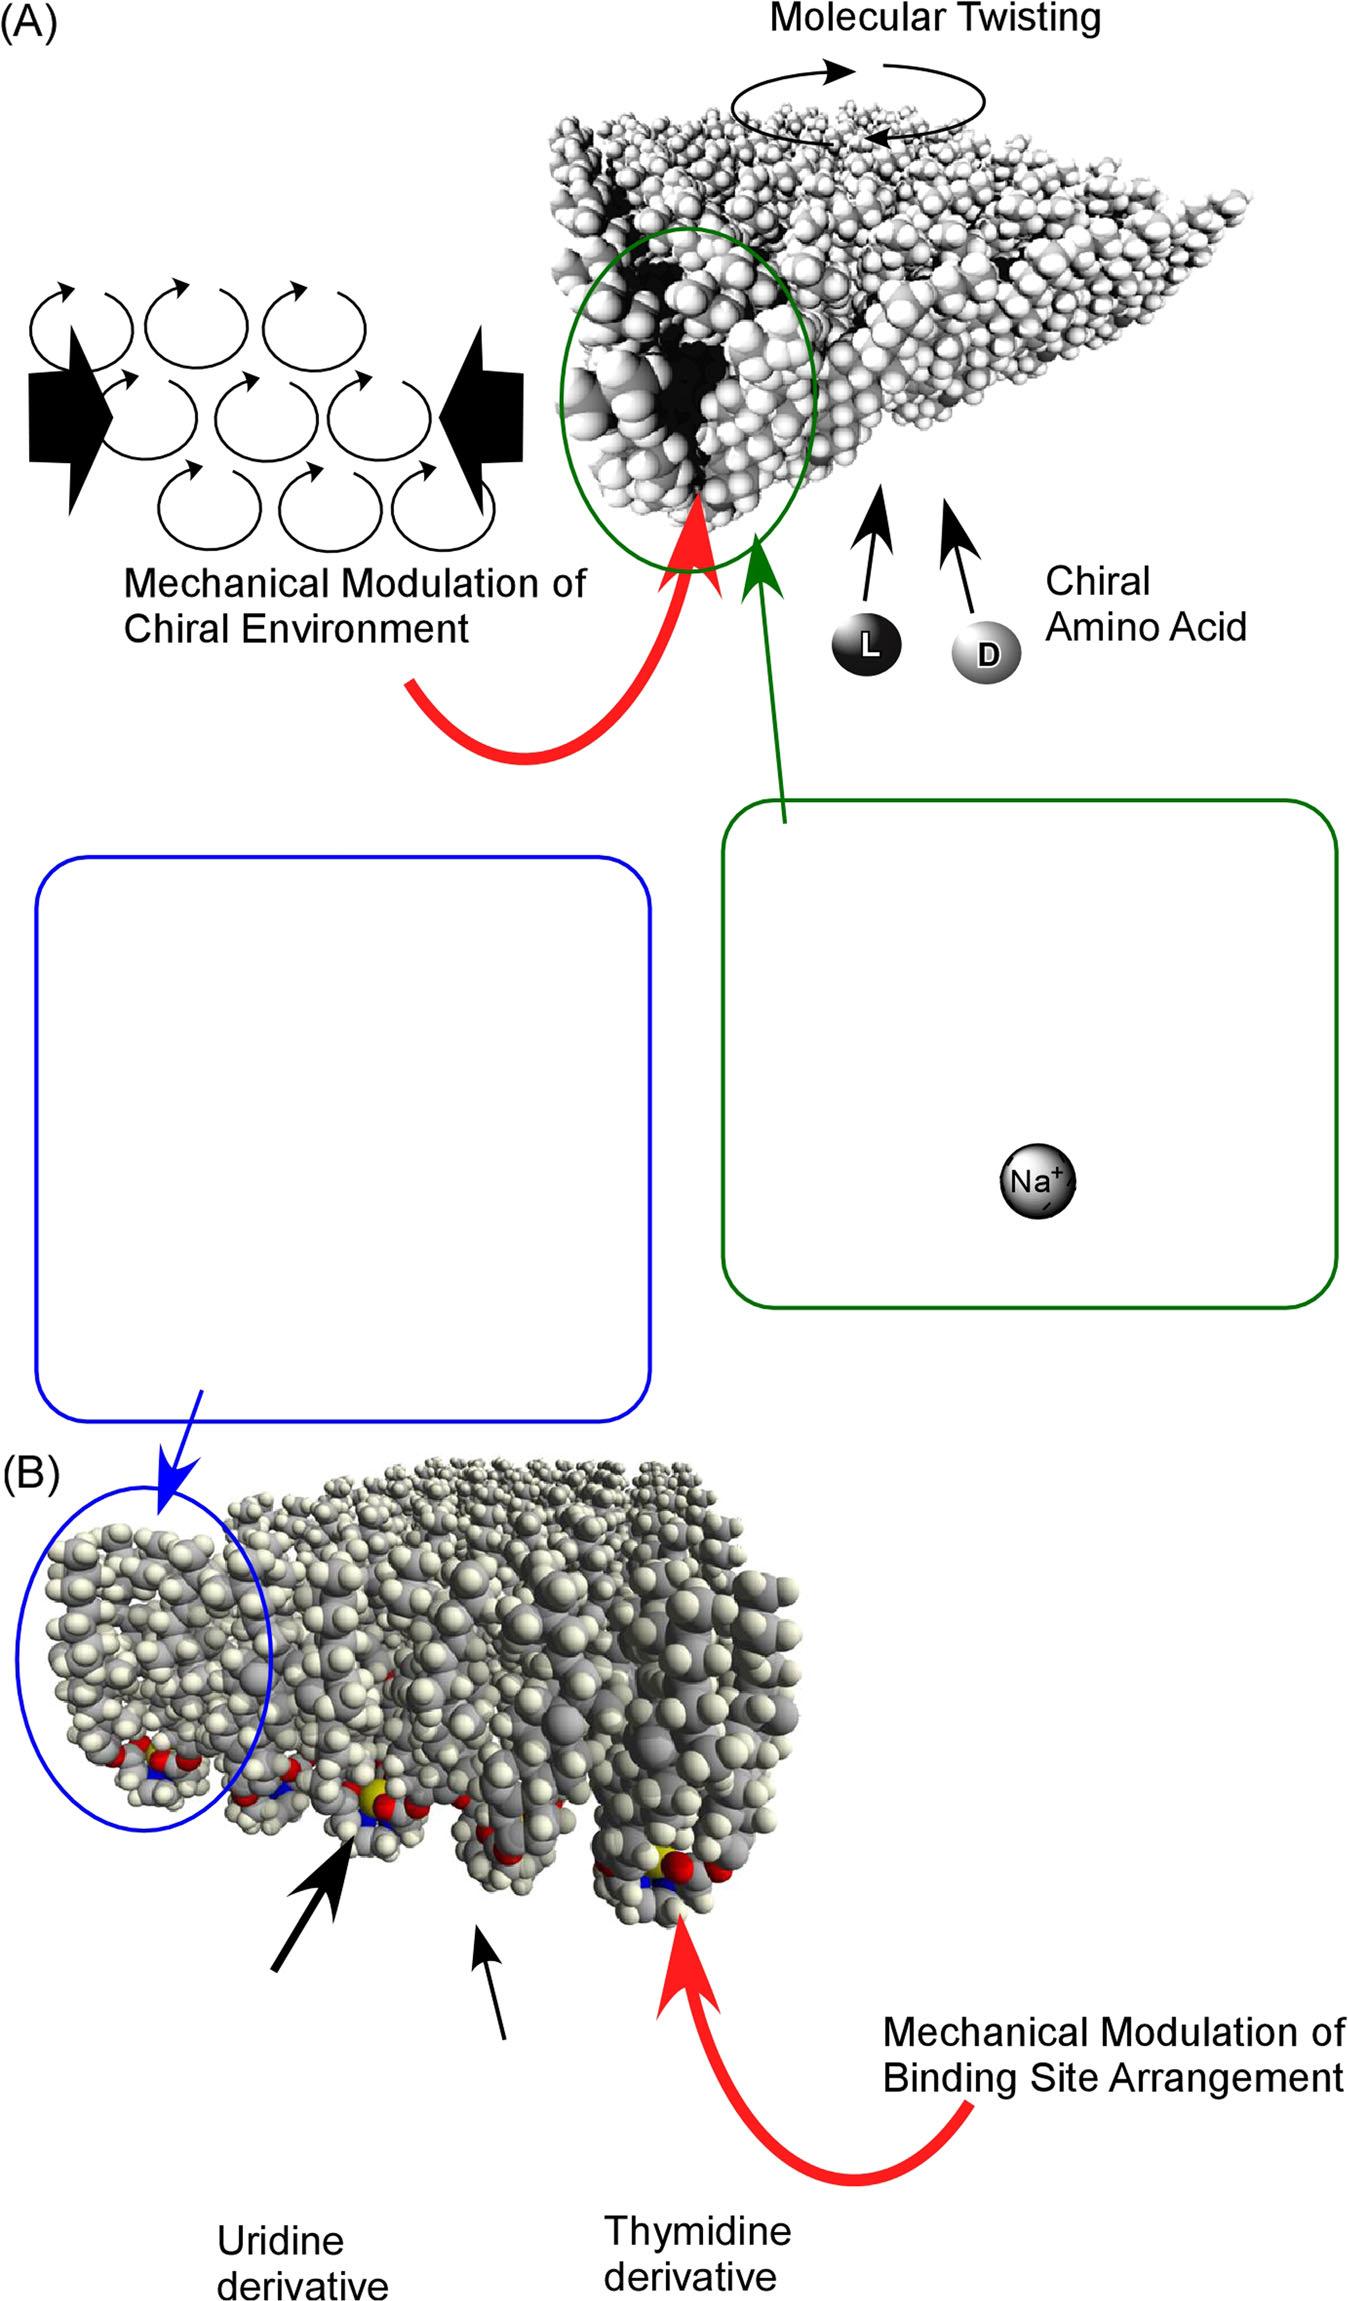 (A)
Molecular Twisting
Mechanical Modulation of
Chiral Environment
Chiral
Amino Acid
L
D
Na+
(B)
Mechanical Modulation of
Binding Site Arrangement
Uridine
derivative
Thymidine
derivative